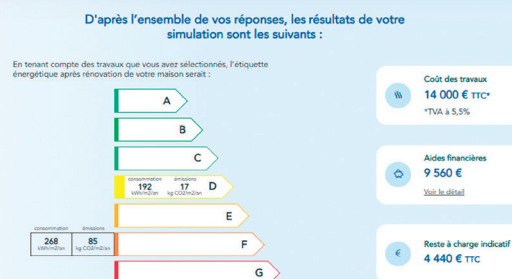 D'après l'ensemble de vos réponses, les résultats de votre
simulation sont les suivants :
En tenant compte des travaux que vous avez sélectionnés, l'étiquette
énergétique après rénovation de votre maison serait :
A
B
C
consommation émissions
192 17 D
kWh/m2/an kg CO2/m2/an
E
consommation émissions
268 85 F
kWh/m2/an kg CO2/m2/an
G
Coût des travaux
14 000 € TTC*
*TVA à 5,5%
Aides financières
9 560 €
Voir le détail
Reste à charge indicatif
€
4 440 € TTC